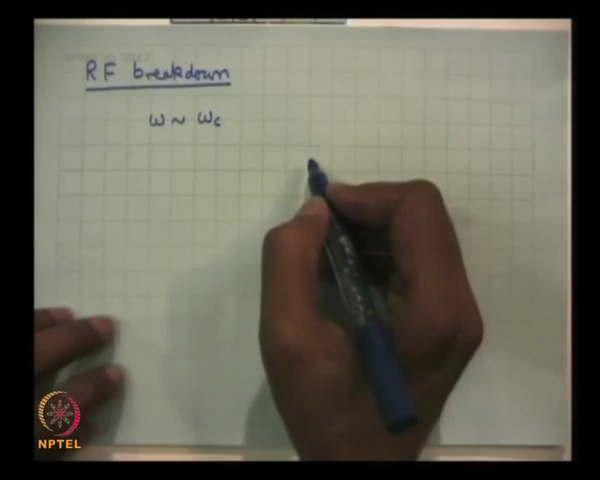 RF breakdown
ω ~ ωc
NPTEL